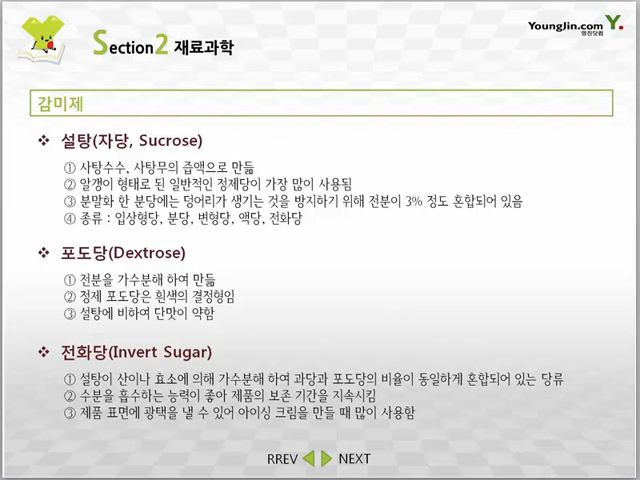 Section2 재료과학
YoungJin.com Y.
영진닷컴
감미제
❖ 설탕(자당, Sucrose)
① 사탕수수, 사탕무의 즙액으로 만듦
② 알갱이 형태로 된 일반적인 정제당이 가장 많이 사용됨
③ 분말화 한 분당에는 덩어리가 생기는 것을 방지하기 위해 전분이 3% 정도 혼합되어 있음
④ 종류 : 입상형당, 분당, 변형당, 액당, 전화당
❖ 포도당(Dextrose)
① 전분을 가수분해 하여 만듦
② 정제 포도당은 흰색의 결정형임
③ 설탕에 비하여 단맛이 약함
❖ 전화당(Invert Sugar)
① 설탕이 산이나 효소에 의해 가수분해 하여 과당과 포도당의 비율이 동일하게 혼합되어 있는 당류
② 수분을 흡수하는 능력이 좋아 제품의 보존 기간을 지속시킴
③ 제품 표면에 광택을 낼 수 있어 아이싱 크림을 만들 때 많이 사용함
RREV NEXT